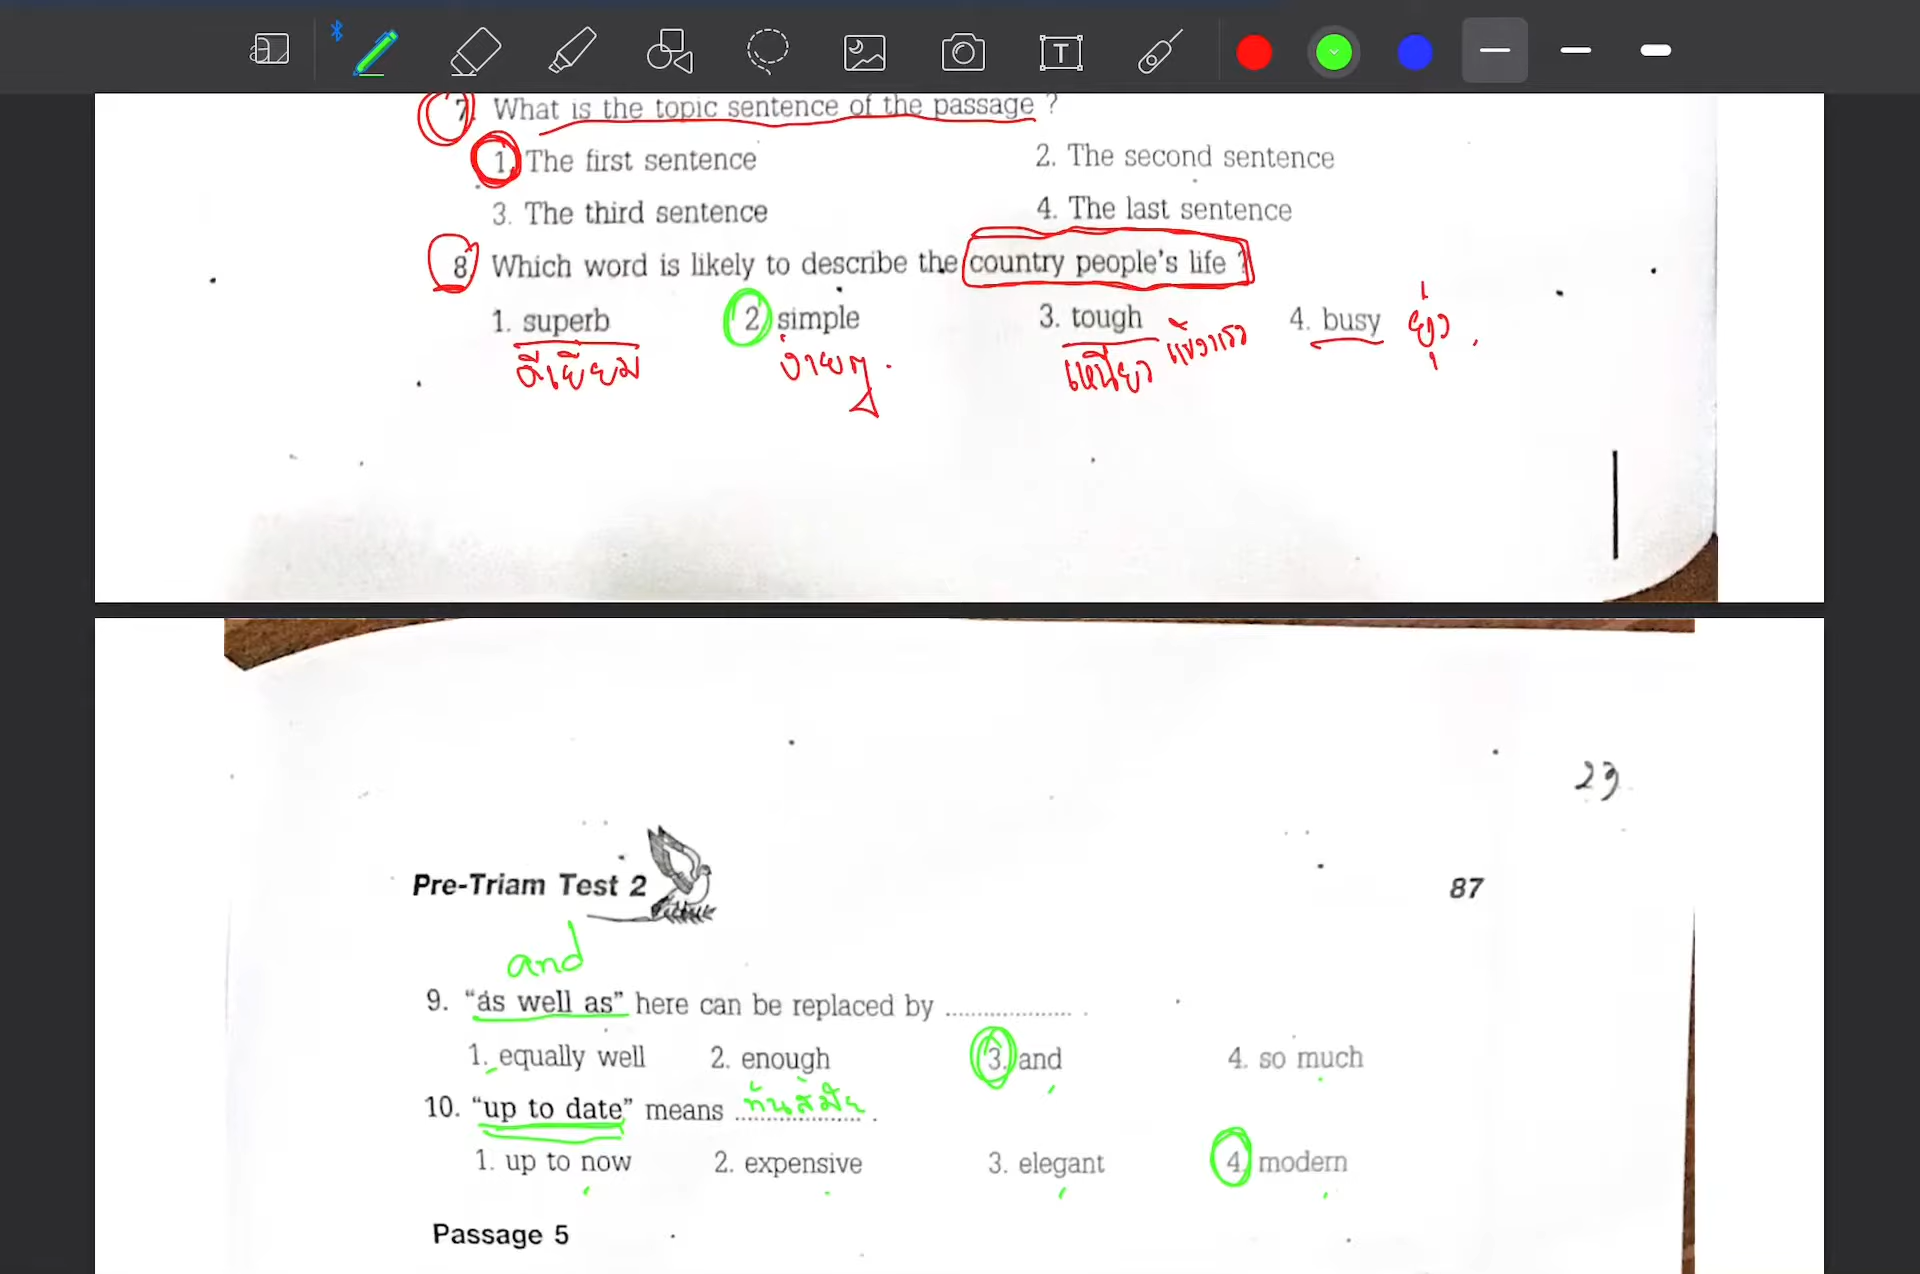 7. What is the topic sentence of the passage ?
1. The first sentence 2. The second sentence
3. The third sentence 4. The last sentence
8 Which word is likely to describe the country people's life ?
1. superb 2 simple 3. tough 4. busy ยุ่ง
ดีเยี่ยม ง่ายๆ เหนียว แข็งแรง
23
Pre-Triam Test 2 87
and
9. "as well as" here can be replaced by .................... .
1. equally well 2. enough 3. and 4. so much
10. "up to date" means ทันสมัย .
1. up to now 2. expensive 3. elegant 4. modern
Passage 5